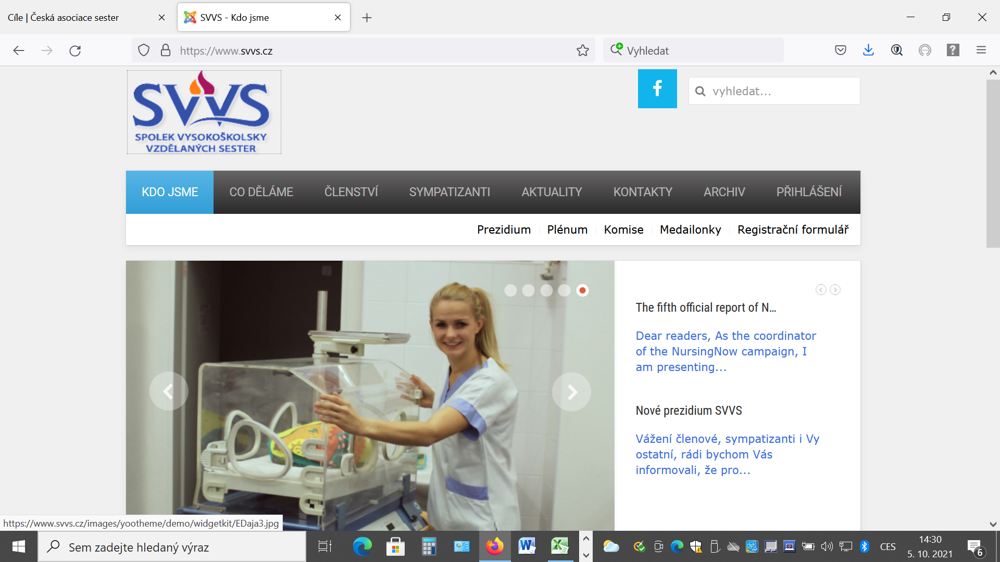 Cíle | Česká asociace sester
SVVS - Kdo jsme
https://www.svvs.cz
Vyhledat
SVVS
SPOLEK VYSOKOŠKOLSKY
VZDĚLANÝCH SESTER
f
vyhledat...
KDO JSME
CO DĚLÁME
ČLENSTVÍ
SYMPATIZANTI
AKTUALITY
KONTAKTY
ARCHIV
PŘIHLÁŠENÍ
Prezidium
Plénum
Komise
Medailonky
Registrační formulář
The fifth official report of N...
Dear readers, As the coordinator
of the NursingNow campaign, I
am presenting...
Nové prezidium SVVS
Vážení členové, sympatizanti i Vy
ostatní, rádi bychom Vás
informovali, že pro...
https://www.svvs.cz/images/yootheme/demo/widgetkit/EDaja3.jpg
Sem zadejte hledaný výraz
CES
14:30
5. 10. 2021
6